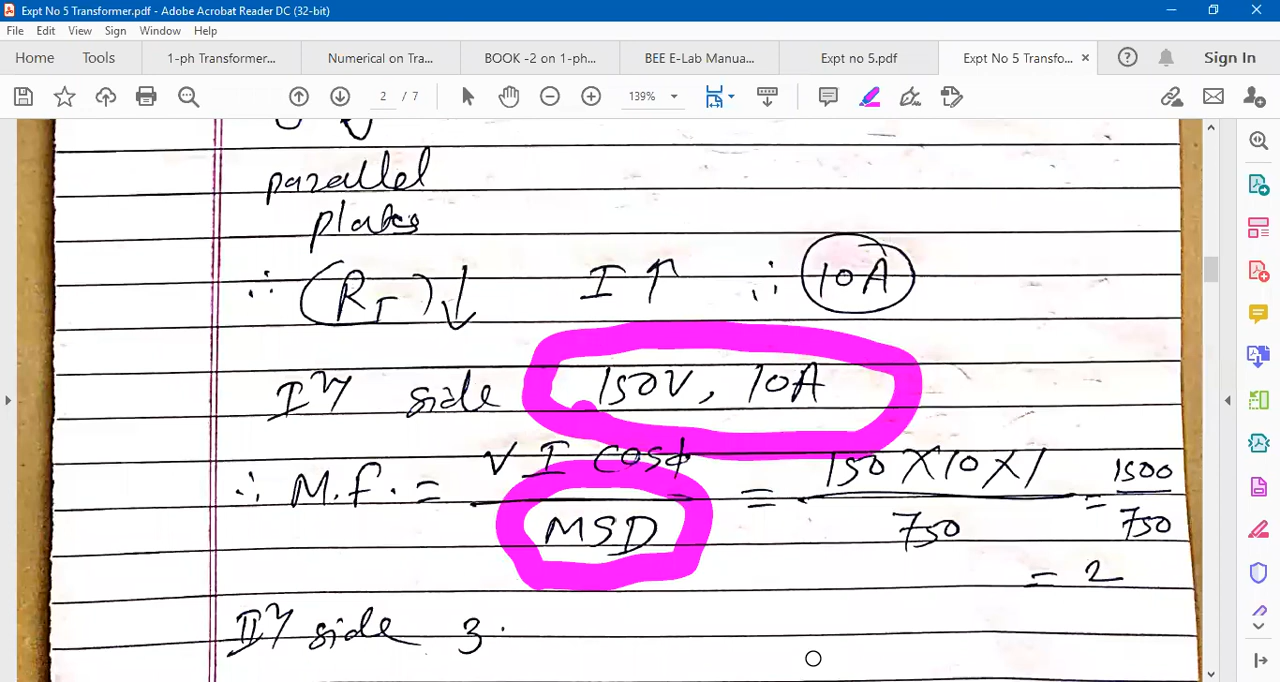 Expt No 5 Transformer.pdf - Adobe Acrobat Reader DC (32-bit)
File Edit View Sign Window Help
Home Tools 1-ph Transformer... Numerical on Tra... BOOK -2 on 1-ph... BEE E-Lab Manua... Expt no 5.pdf Expt No 5 Transfo... × Sign In
2 / 7 139%
parallel
plates
∴ (R_I)↓ I↑ ∴ 10A
Iry side 150V, 10A
∴ M.f. = V I cosϕ / MSD = 150 X 10 X 1 / 750 = 1500 / 750
= 2
IIry side 3.